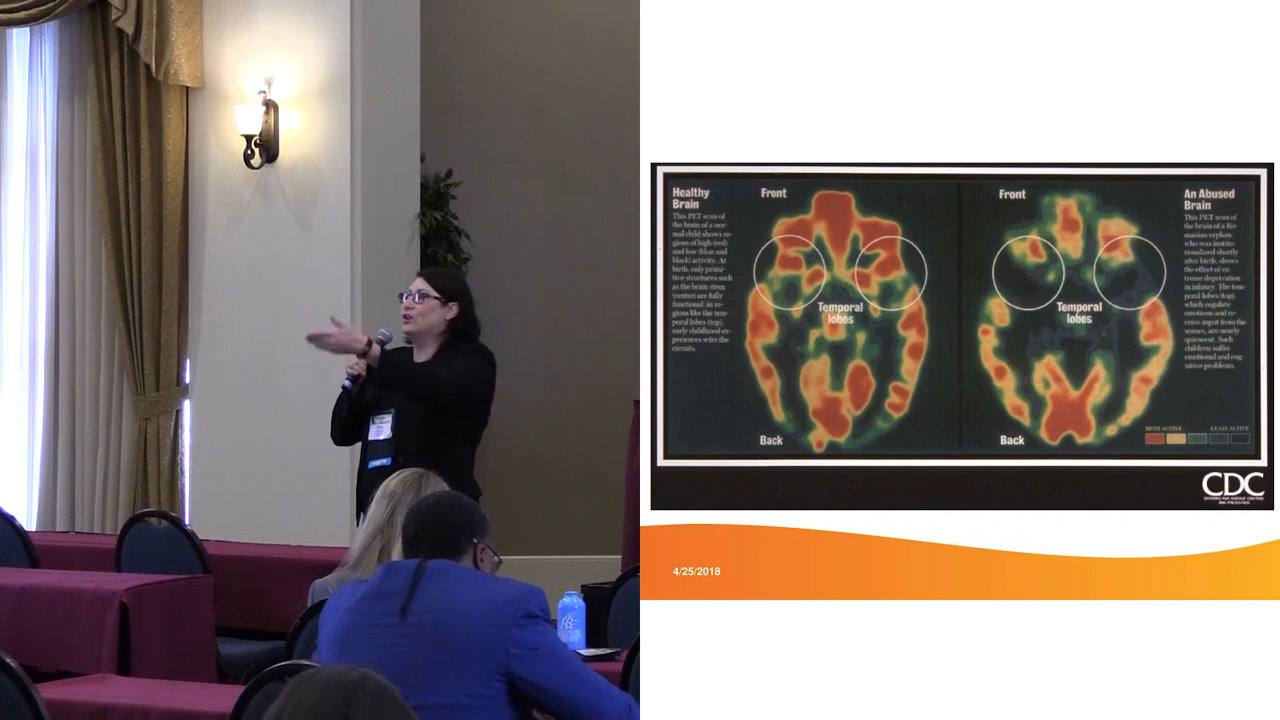 Healthy
Brain
This PET scan of
the brain of a nor-
mal child shows re-
gions of high (red)
and low (blue and
black) activity. At
birth, only primi-
tive structures such
as the brain stem
(center) are fully
functional; in re-
gions like the tem-
poral lobes (top),
early childhood ex-
periences wire the
circuits.
Front
Temporal
lobes
Back
Front
Temporal
lobes
Back
An Abused
Brain
This PET scan of
the brain of a Ro-
manian orphan,
who was institu-
tionalized shortly
after birth, shows
the effect of ex-
treme deprivation
in infancy. The tem-
poral lobes (top),
which regulate
emotions and re-
ceive input from the
senses, are nearly
quiescent. Such
children suffer
emotional and cog-
nitive problems.
MOST ACTIVE LEAST ACTIVE
CDC
CENTERS FOR DISEASE CONTROL
AND PREVENTION
4/25/2018